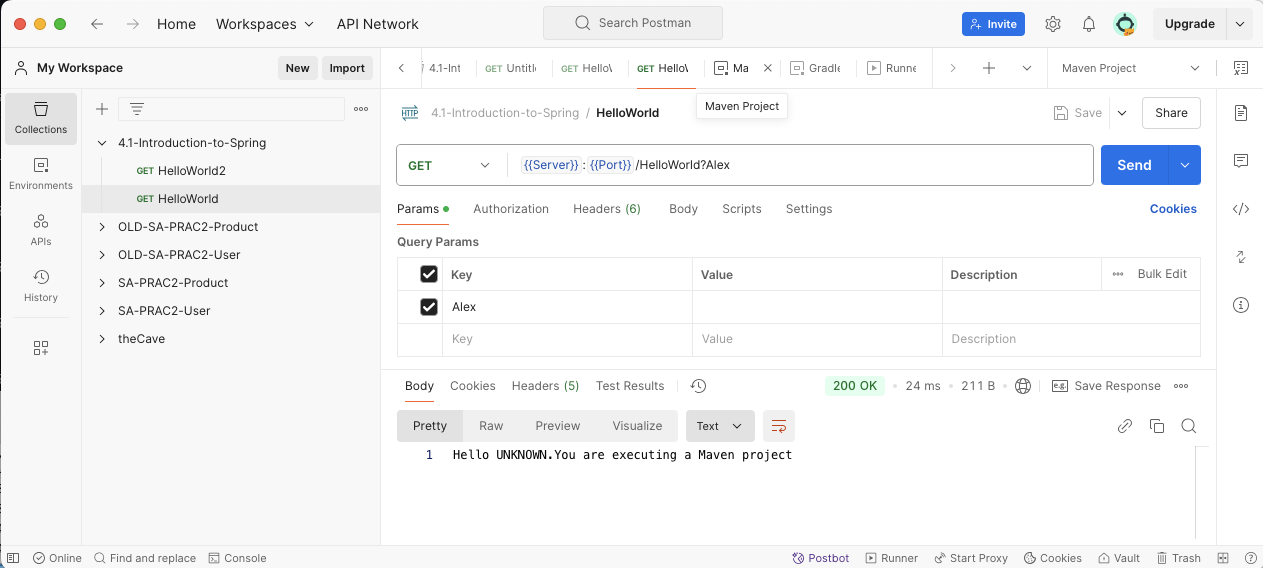 Home Workspaces API Network Search Postman Invite Upgrade
My Workspace New Import 4.1-Int GET Untitle GET Hello\ GET Hello\ Ma Gradle Runne Maven Project
Maven Project
Collections
Environments
APIs
History
4.1-Introduction-to-Spring
GET HelloWorld2
GET HelloWorld
OLD-SA-PRAC2-Product
OLD-SA-PRAC2-User
SA-PRAC2-Product
SA-PRAC2-User
theCave
HTTP 4.1-Introduction-to-Spring / HelloWorld Save Share
GET {{Server}}:{{Port}}/HelloWorld?Alex Send
Params Authorization Headers (6) Body Scripts Settings Cookies
Query Params
Key Value Description Bulk Edit
Alex
Key Value Description
Body Cookies Headers (5) Test Results 200 OK 24 ms 211 B e.g. Save Response
Pretty Raw Preview Visualize Text
1 Hello UNKNOWN.You are executing a Maven project
Online Find and replace Console Postbot Runner Start Proxy Cookies Vault Trash